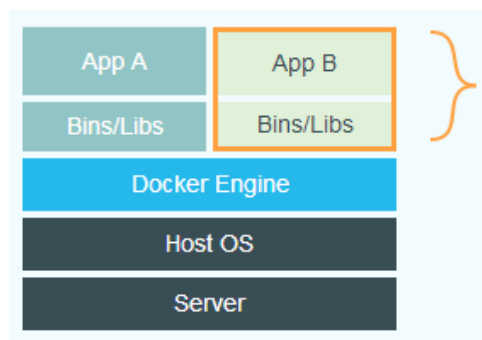 App A App B
Bins/Libs Bins/Libs
Docker Engine
Host OS
Server